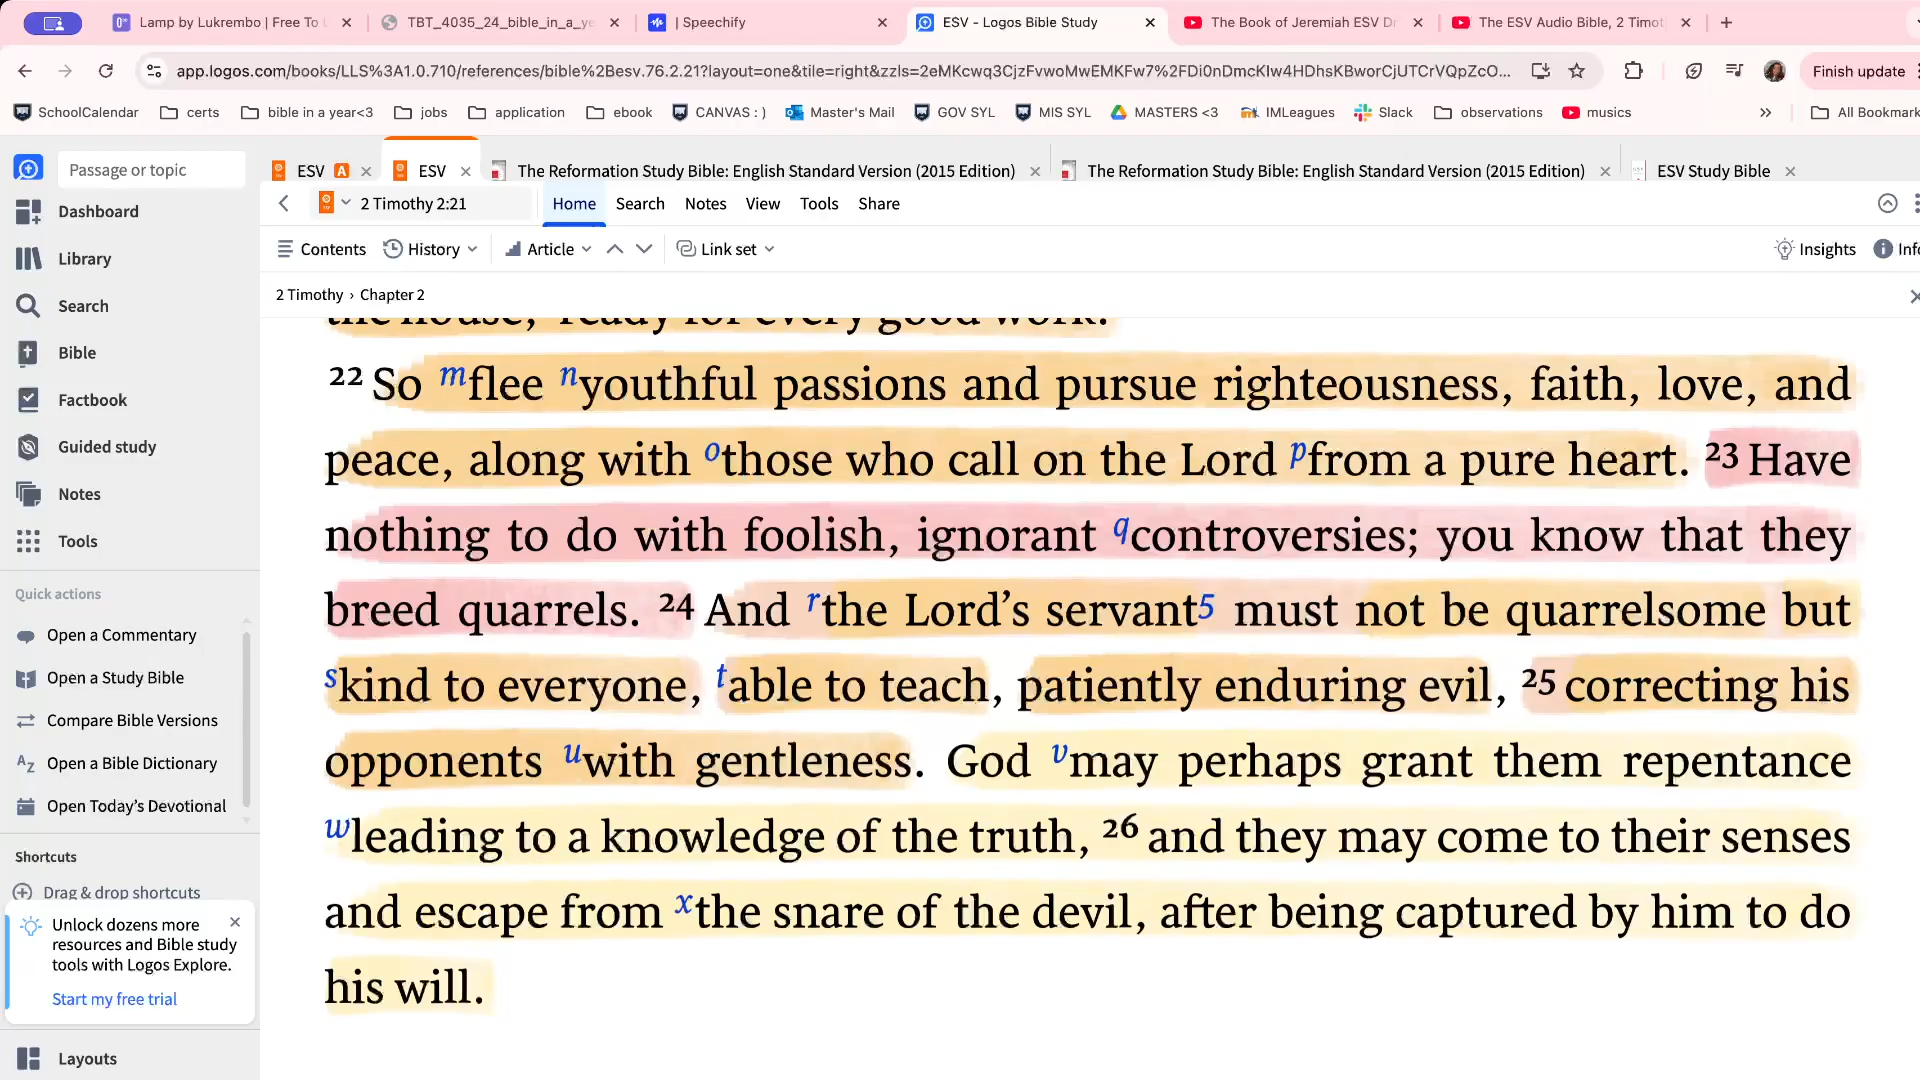 Lamp by Lukrembo | Free To
TBT_4035_24_bible_in_a_ye
| Speechify
ESV - Logos Bible Study
The Book of Jeremiah ESV Dr
The ESV Audio Bible, 2 Timot
app.logos.com/books/LLS%3A1.0.710/references/bible%2Besv.76.2.21?layout=one&tile=right&zzls=2eMKcwq3CjzFvwoMwEMKFw7%2FDi0nDmcKIw4HDhsKBworCjUTCrVQpZcO...
Finish update
SchoolCalendar
certs
bible in a year<3
jobs
application
ebook
CANVAS : )
Master's Mail
GOV SYL
MIS SYL
MASTERS <3
IMLeagues
Slack
observations
musics
All Bookmark
Passage or topic
ESV A
ESV
The Reformation Study Bible: English Standard Version (2015 Edition)
The Reformation Study Bible: English Standard Version (2015 Edition)
ESV Study Bible
2 Timothy 2:21
Home
Search
Notes
View
Tools
Share
Contents
History
Article
Link set
Insights
Info
2 Timothy › Chapter 2
Dashboard
Library
Search
Bible
Factbook
Guided study
Notes
Tools
Quick actions
Open a Commentary
Open a Study Bible
Compare Bible Versions
Open a Bible Dictionary
Open Today's Devotional
Shortcuts
Drag & drop shortcuts
Unlock dozens more
resources and Bible study
tools with Logos Explore.
Start my free trial
Layouts
the house, ready for every good work.
22 So mflee nyouthful passions and pursue righteousness, faith, love, and
peace, along with othose who call on the Lord pfrom a pure heart. 23 Have
nothing to do with foolish, ignorant qcontroversies; you know that they
breed quarrels. 24 And rthe Lord's servant5 must not be quarrelsome but
skind to everyone, table to teach, patiently enduring evil, 25 correcting his
opponents uwith gentleness. God vmay perhaps grant them repentance
wleading to a knowledge of the truth, 26 and they may come to their senses
and escape from xthe snare of the devil, after being captured by him to do
his will.